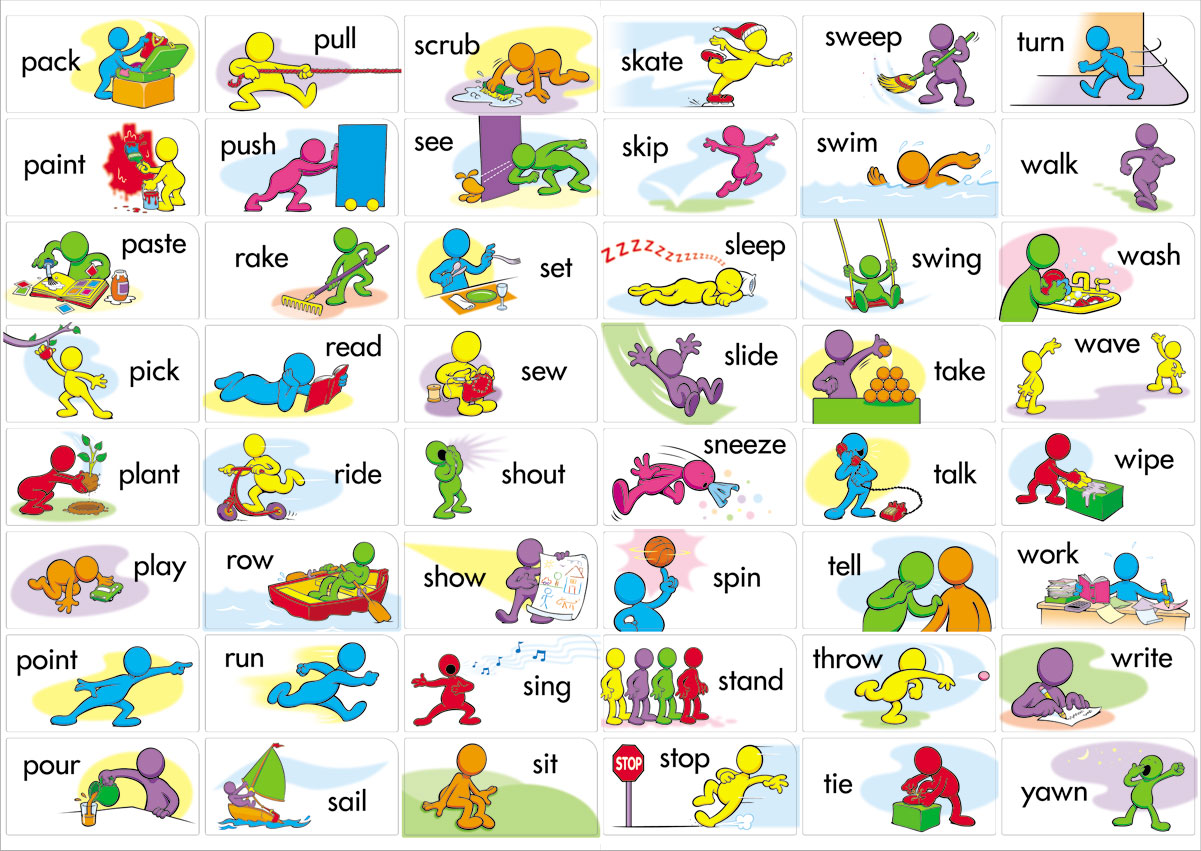 pack
pull
scrub
skate
sweep
turn
paint
push
see
skip
swim
walk
paste
rake
set
ZZZZZZZZZZZZZZZZ
sleep
swing
wash
pick
read
sew
slide
take
wave
plant
ride
shout
sneeze
talk
wipe
play
row
show
spin
tell
work
point
run
sing
stand
throw
write
pour
sail
sit
STOP
stop
tie
yawn